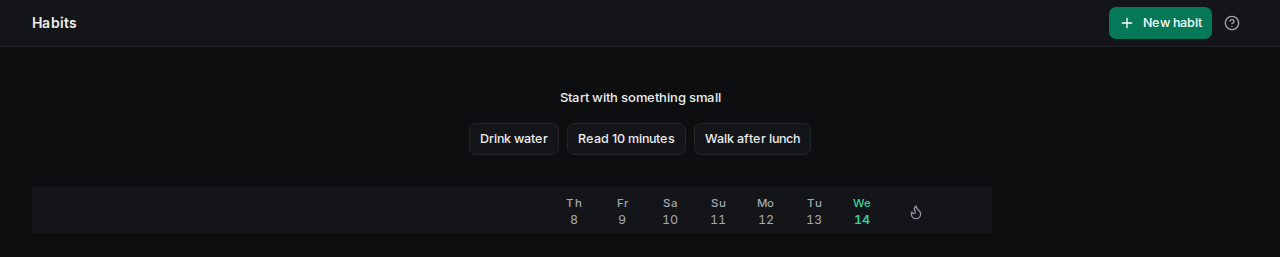 Habits
New habit
Start with something small
Drink water
Read 10 minutes
Walk after lunch
Th Fr Sa Su Mo Tu We
8 9 10 11 12 13 14